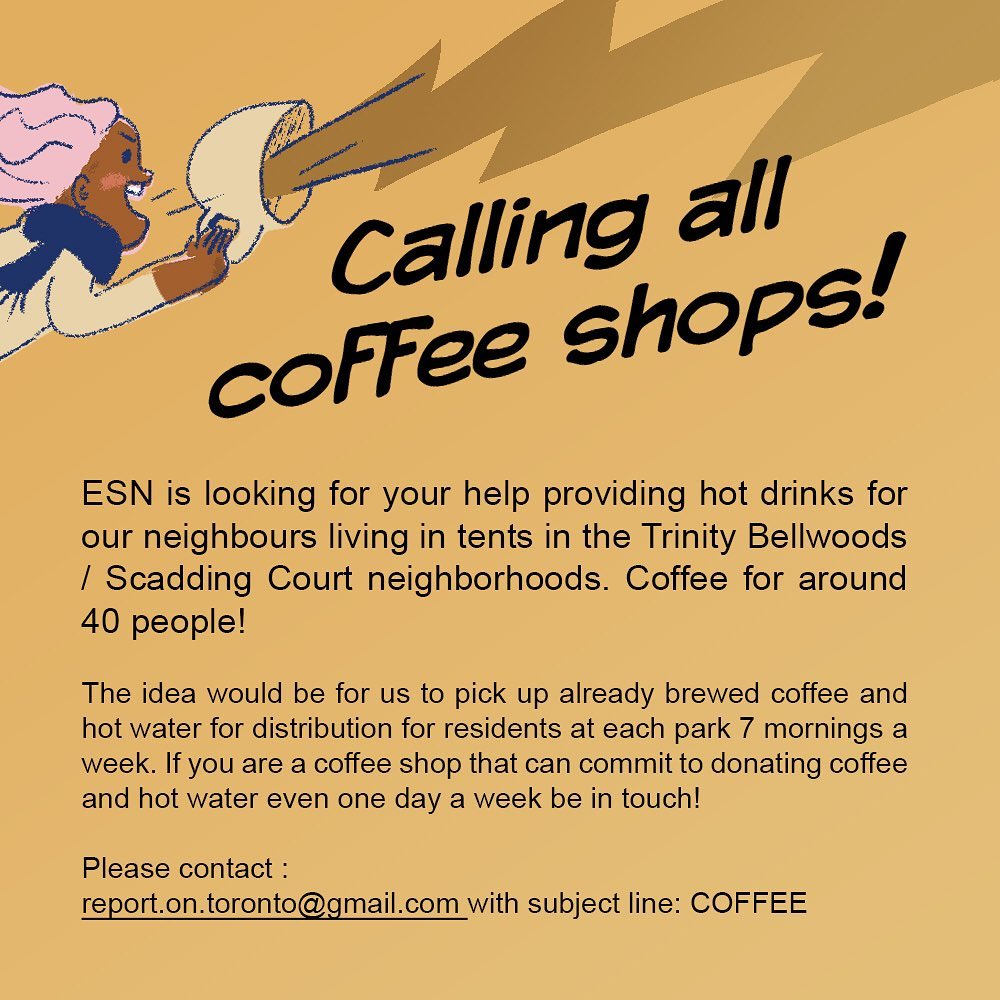 Calling all
coffee shops!
ESN is looking for your help providing hot drinks for
our neighbours living in tents in the Trinity Bellwoods
/ Scadding Court neighborhoods. Coffee for around
40 people!
The idea would be for us to pick up already brewed coffee and
hot water for distribution for residents at each park 7 mornings a
week. If you are a coffee shop that can commit to donating coffee
and hot water even one day a week be in touch!
Please contact :
report.on.toronto@gmail.com with subject line: COFFEE